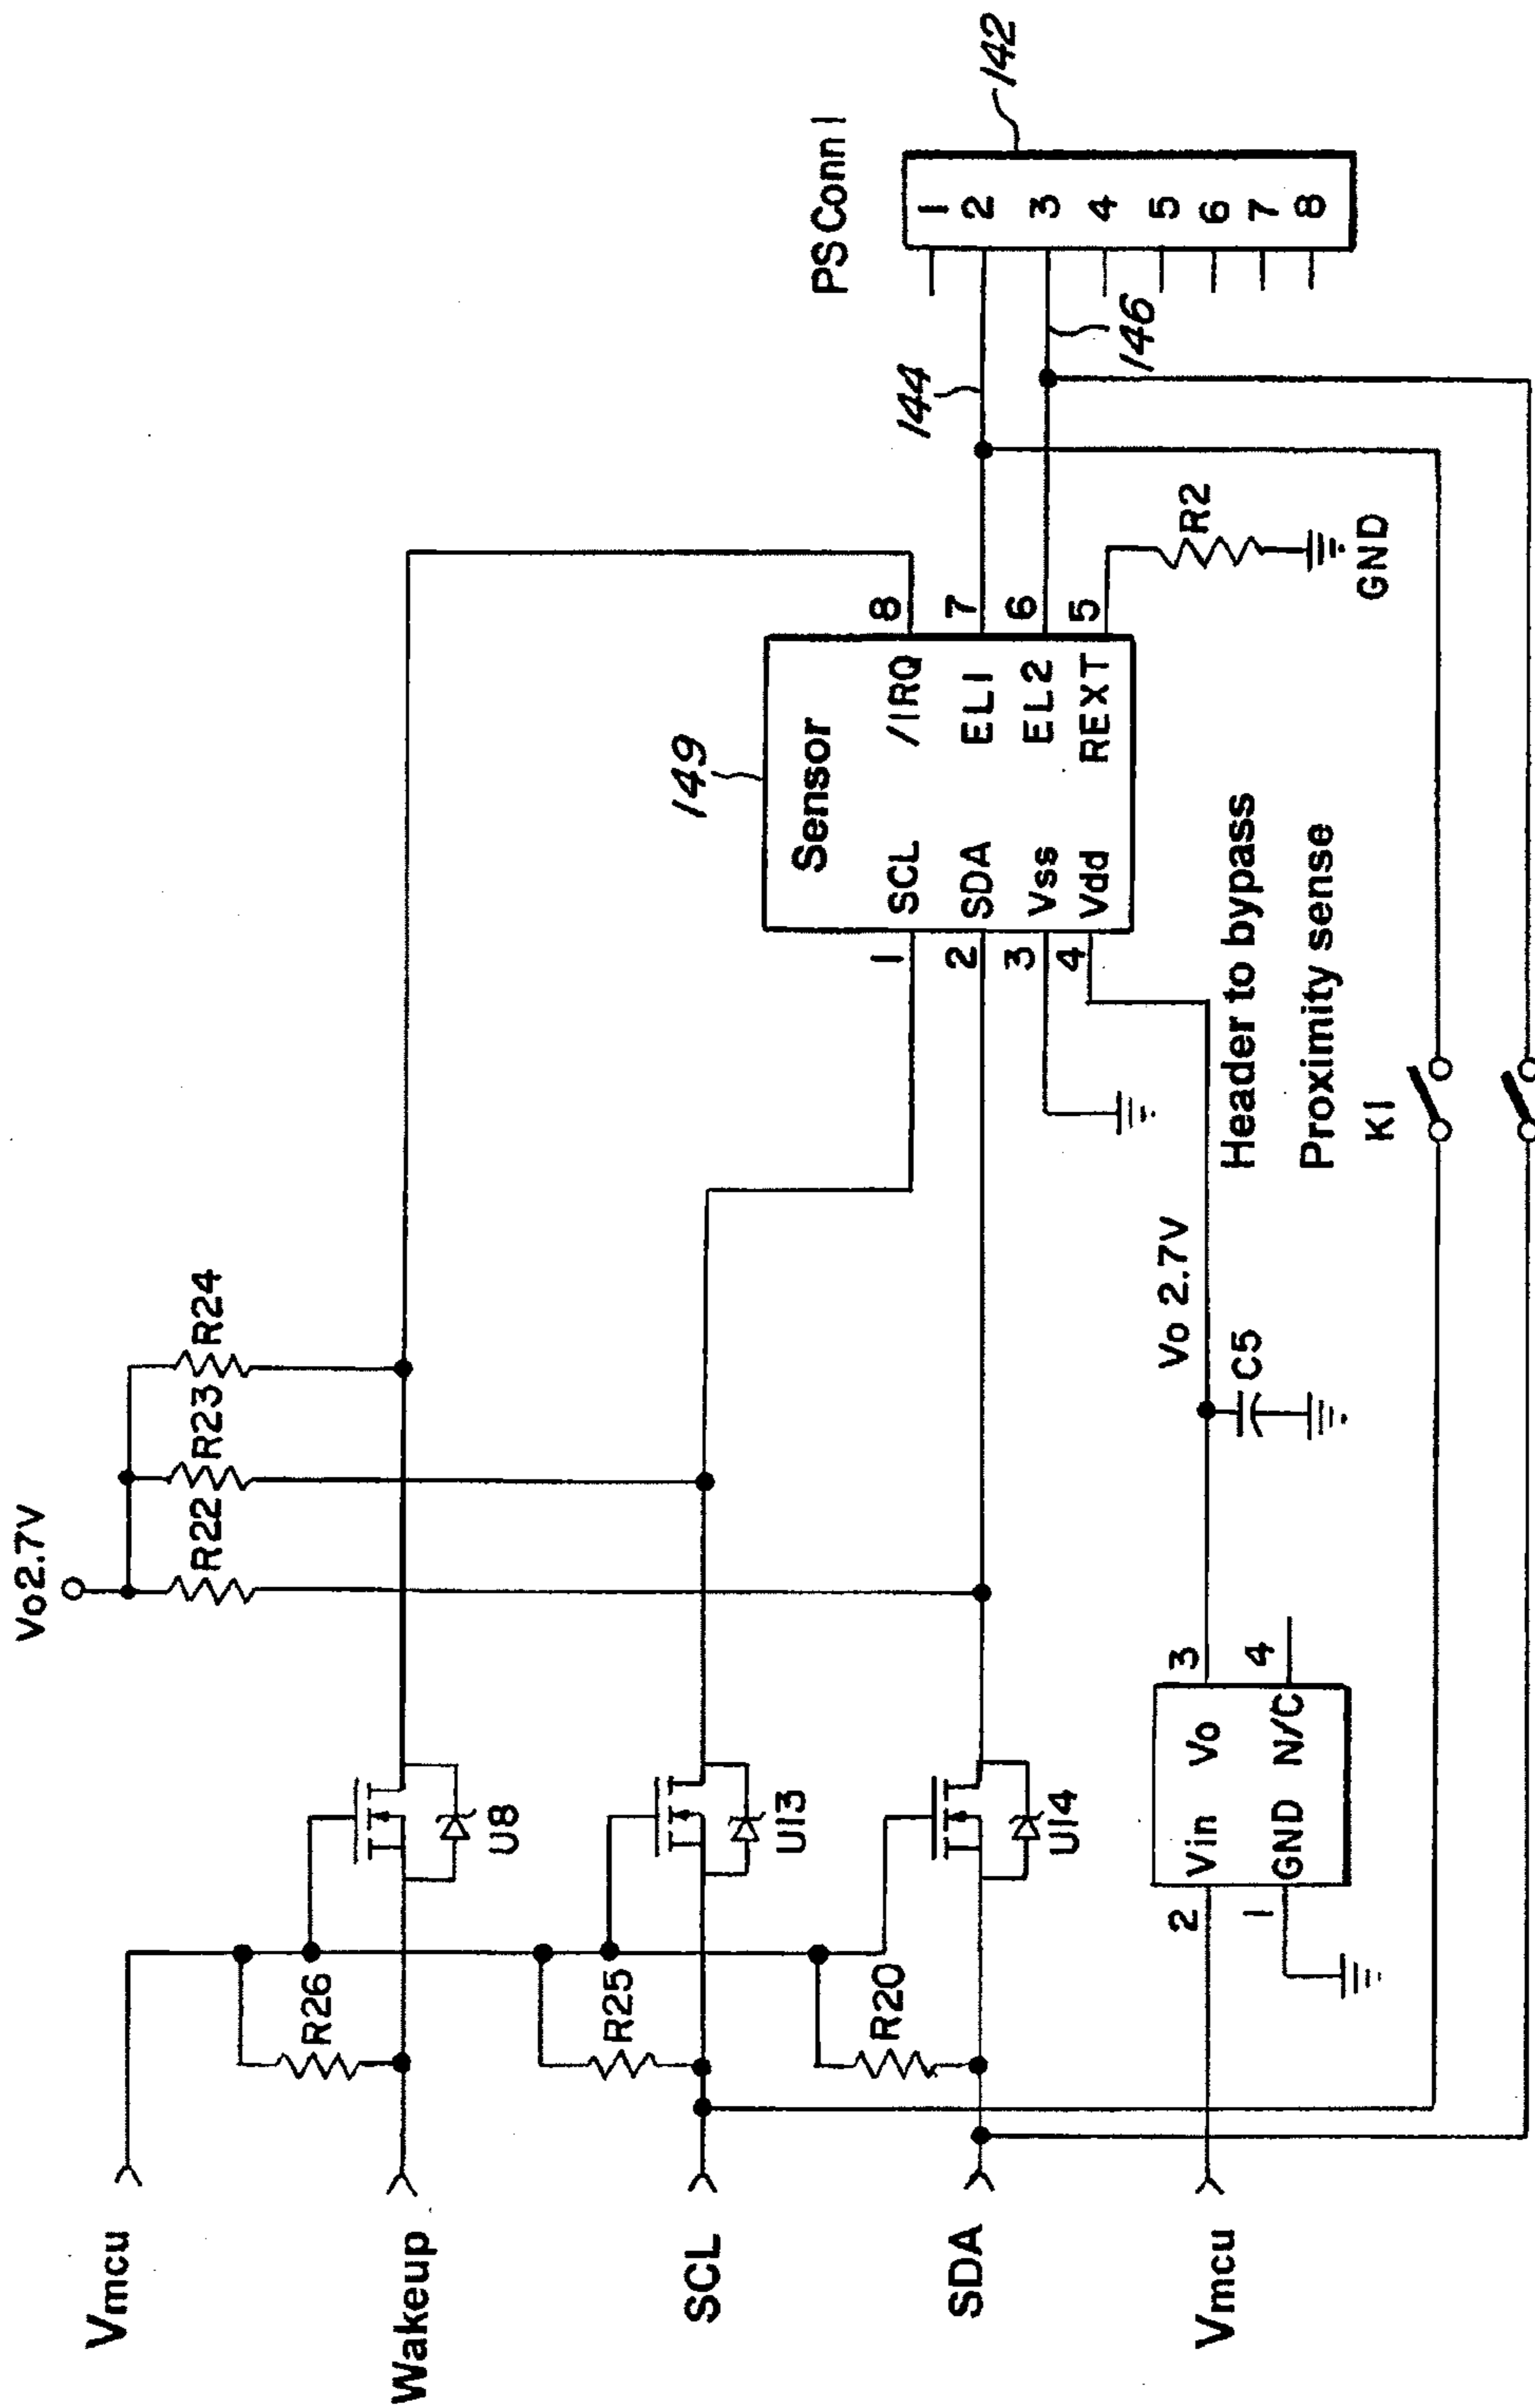 Vmcu
Wakeup
SCL
SDA
Vmcu
Vo2.7V
R22
R23
R24
R26
R25
R20
U8
U13
U14
2
1
Vin Vo
GND N/C
3
4
Vo 2.7V
C5
149
Sensor
1
2
3
4
SCL
SDA
Vss
Vdd
/IRQ
EL1
EL2
REXT
8
7
6
5
R2
GND
Header to bypass
Proximity sense
K1
144
146
PSConn1
142
1
2
3
4
5
6
7
8